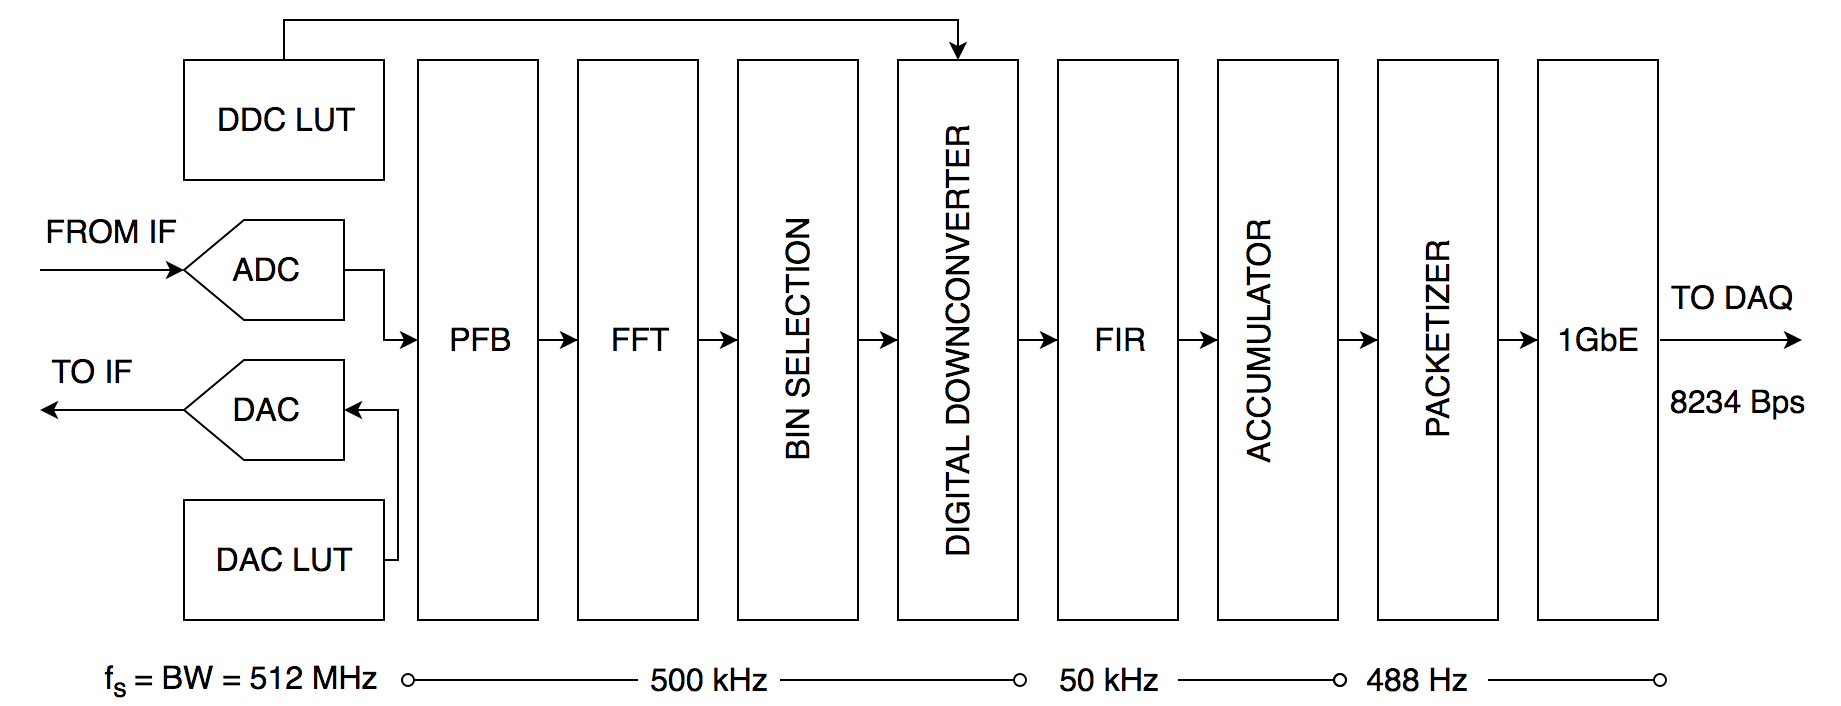 DDC LUT
FROM IF
ADC
TO IF
DAC
DAC LUT
PFB
FFT
BIN SELECTION
DIGITAL DOWNCONVERTER
FIR
ACCUMULATOR
PACKETIZER
1GbE
TO DAQ
8234 Bps
fs = BW = 512 MHz
500 kHz
50 kHz
488 Hz